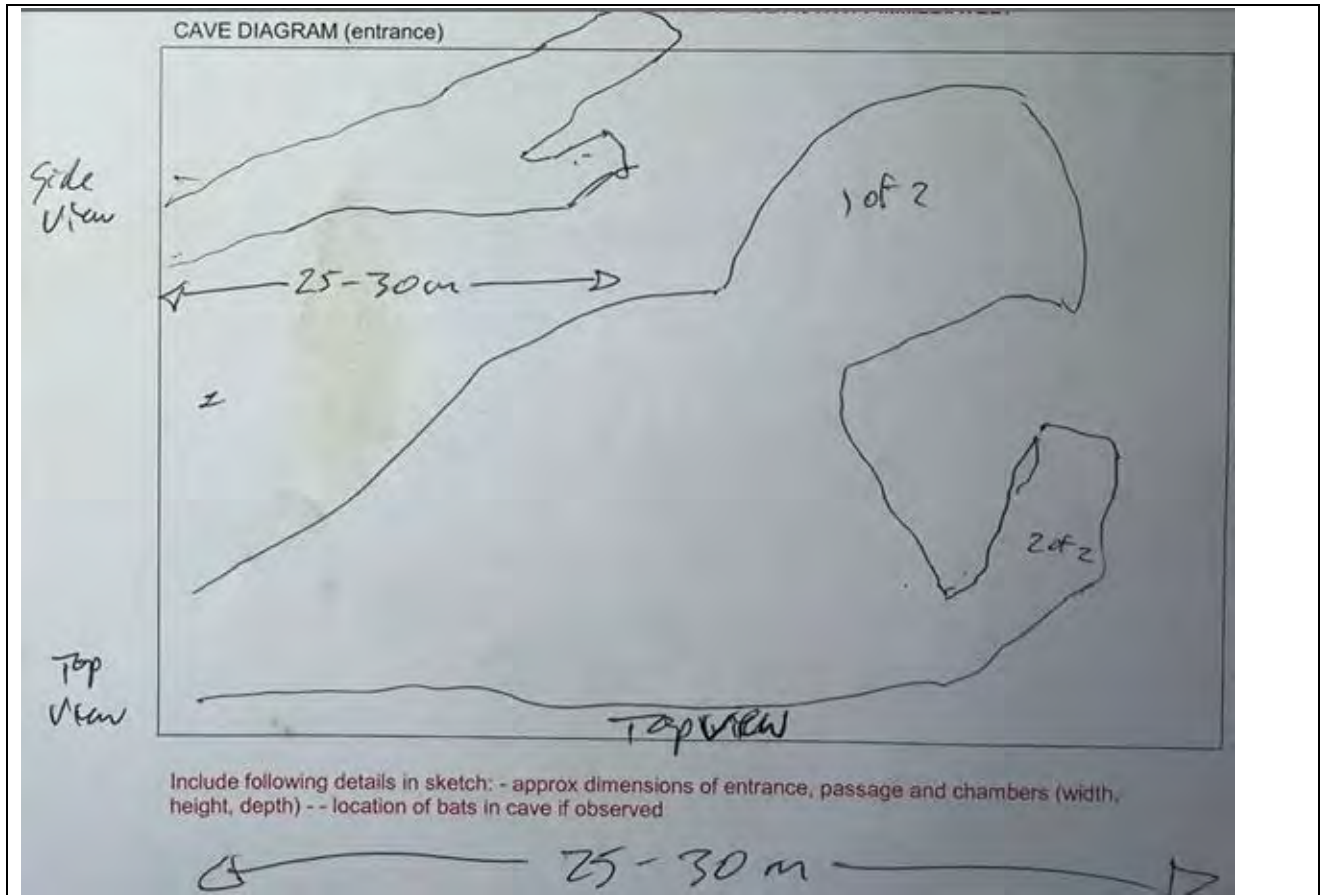 CAVE DIAGRAM (entrance)
Side
View
1 of 2
25-30m
2 of 2
Top
View
Top VIEW
Include following details in sketch: - approx dimensions of entrance, passage and chambers (width,
height, depth) - - location of bats in cave if observed
25-30m